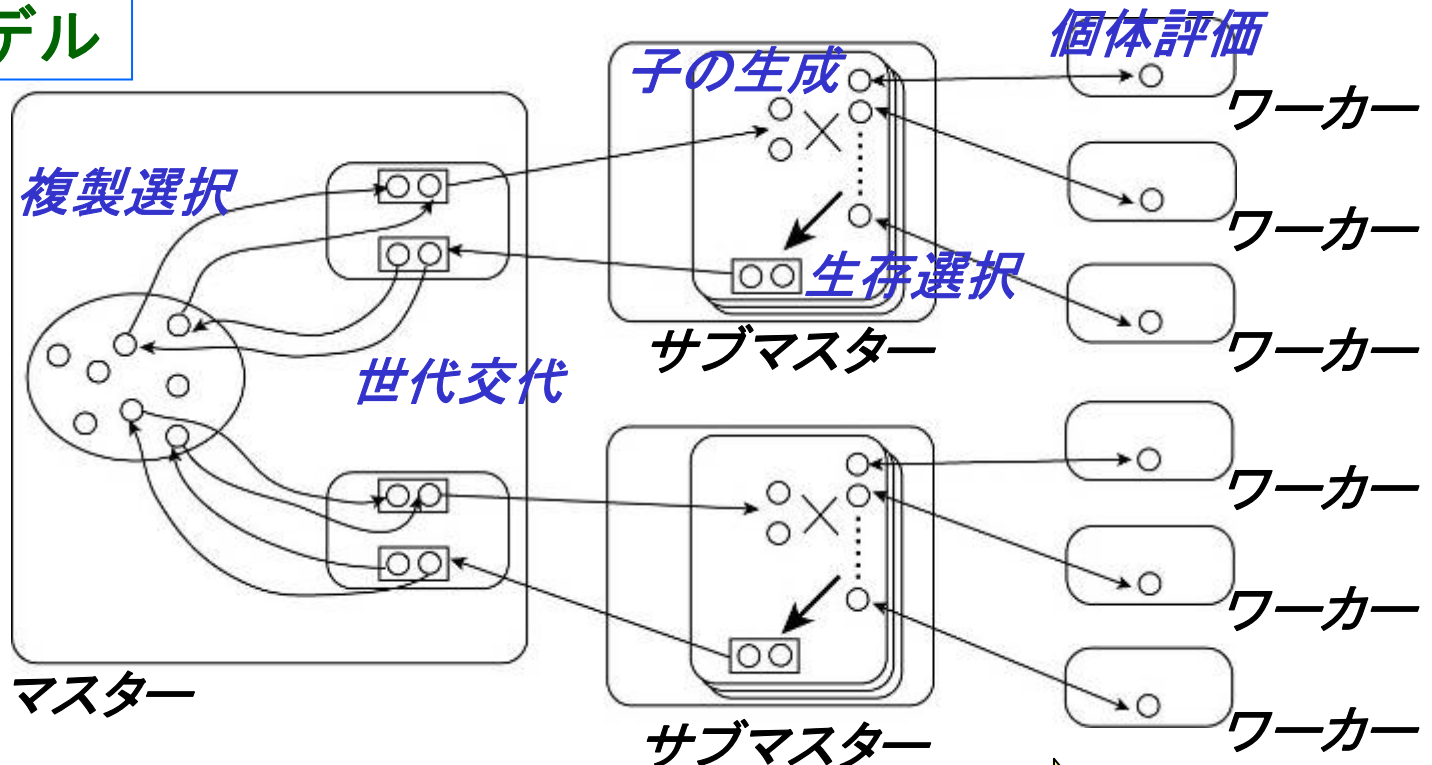 デル
個体評価
子の生成
ワーカー
複製選択
ワーカー
生存選択
サブマスター
ワーカー
世代交代
ワーカー
ワーカー
マスター
サブマスター
ワーカー